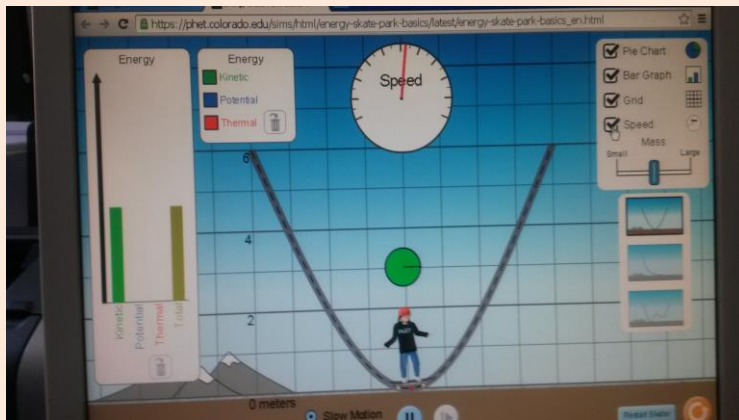 https://phet.colorado.edu/sims/html/energy-skate-park-basics/latest/energy-skate-park-basics_en.html
Energy
Kinetic
Potential
Thermal
Total
Energy
Kinetic
Potential
Thermal
Speed
Pie Chart
Bar Graph
Grid
Speed
Mass
Small
Large
6
4
2
0 meters
Slow Motion
Restart Skater